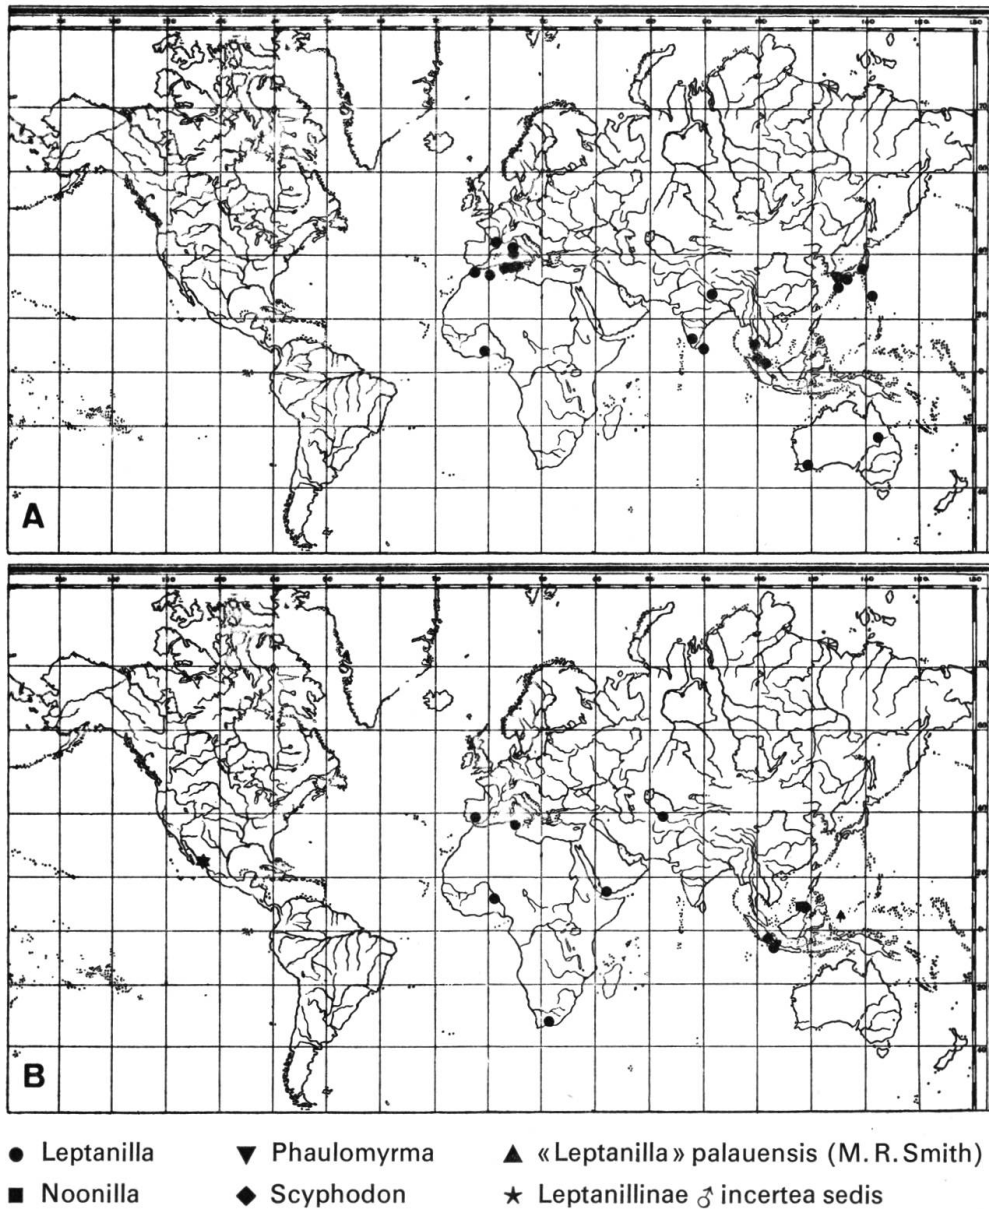 A
B
● Leptanilla ▼ Phaulomyrma ▲ «Leptanilla» palauensis (M. R. Smith)
■ Noonilla ◆ Scyphodon ★ Leptanillinae ♂ incertea sedis